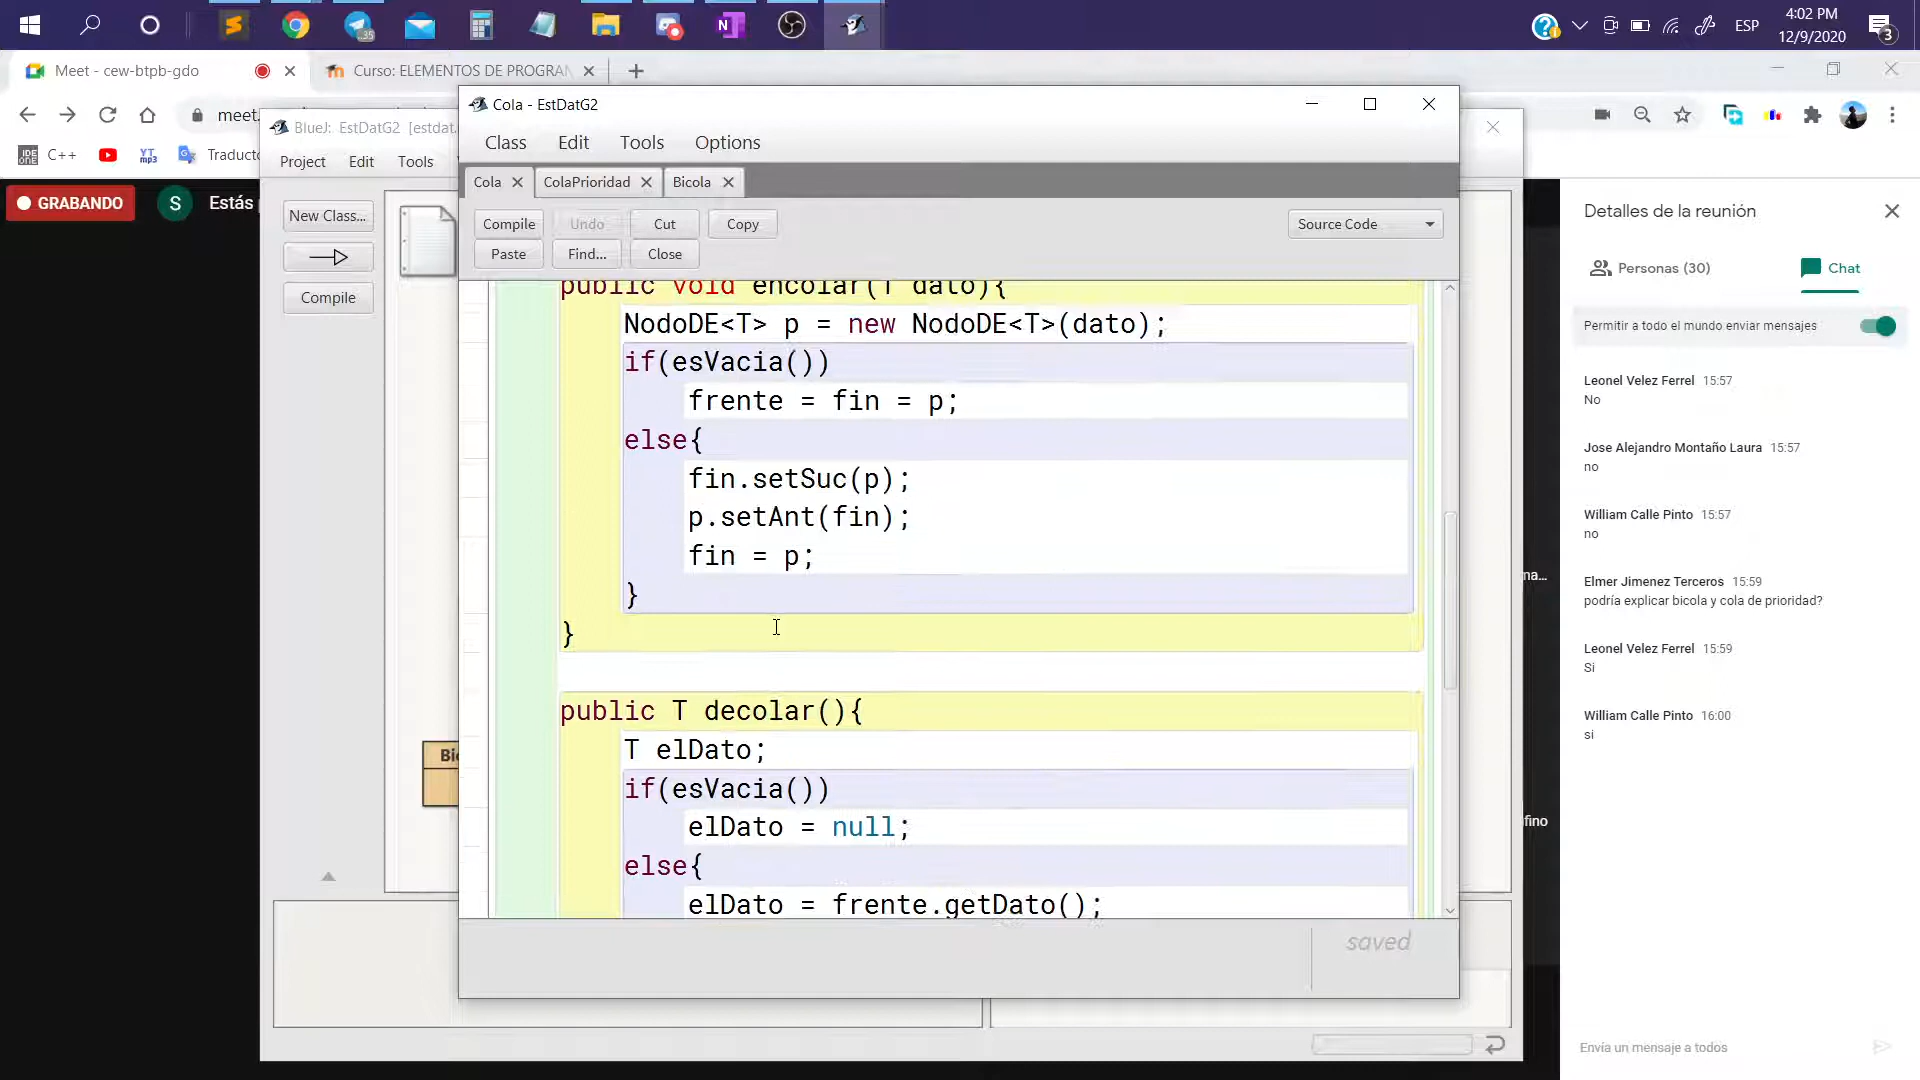 35
N
ESP
4:02 PM
12/9/2020
3
Meet - cew-btpb-gdo
Curso: ELEMENTOS DE PROGRAN
meet.
C++
YT
mp3
Traducto
GRABANDO
S
Estás p
BlueJ: EstDatG2 [estdat.
Project
Edit
Tools
New Class...
Compile
Cola - EstDatG2
Class
Edit
Tools
Options
Cola
ColaPrioridad
Bicola
Compile
Undo
Cut
Copy
Paste
Find...
Close
Source Code
public void encolar(T dato){
NodoDE<T> p = new NodoDE<T>(dato);
if(esVacia())
frente = fin = p;
else{
fin.setSuc(p);
p.setAnt(fin);
fin = p;
}
}
public T decolar(){
T elDato;
if(esVacia())
elDato = null;
else{
elDato = frente.getDato();
saved
Bic
na...
fino
Detalles de la reunión
Personas (30)
Chat
Permitir a todo el mundo enviar mensajes
Leonel Velez Ferrel 15:57
No
Jose Alejandro Montaño Laura 15:57
no
William Calle Pinto 15:57
no
Elmer Jimenez Terceros 15:59
podría explicar bicola y cola de prioridad?
Leonel Velez Ferrel 15:59
Si
William Calle Pinto 16:00
si
Envía un mensaje a todos